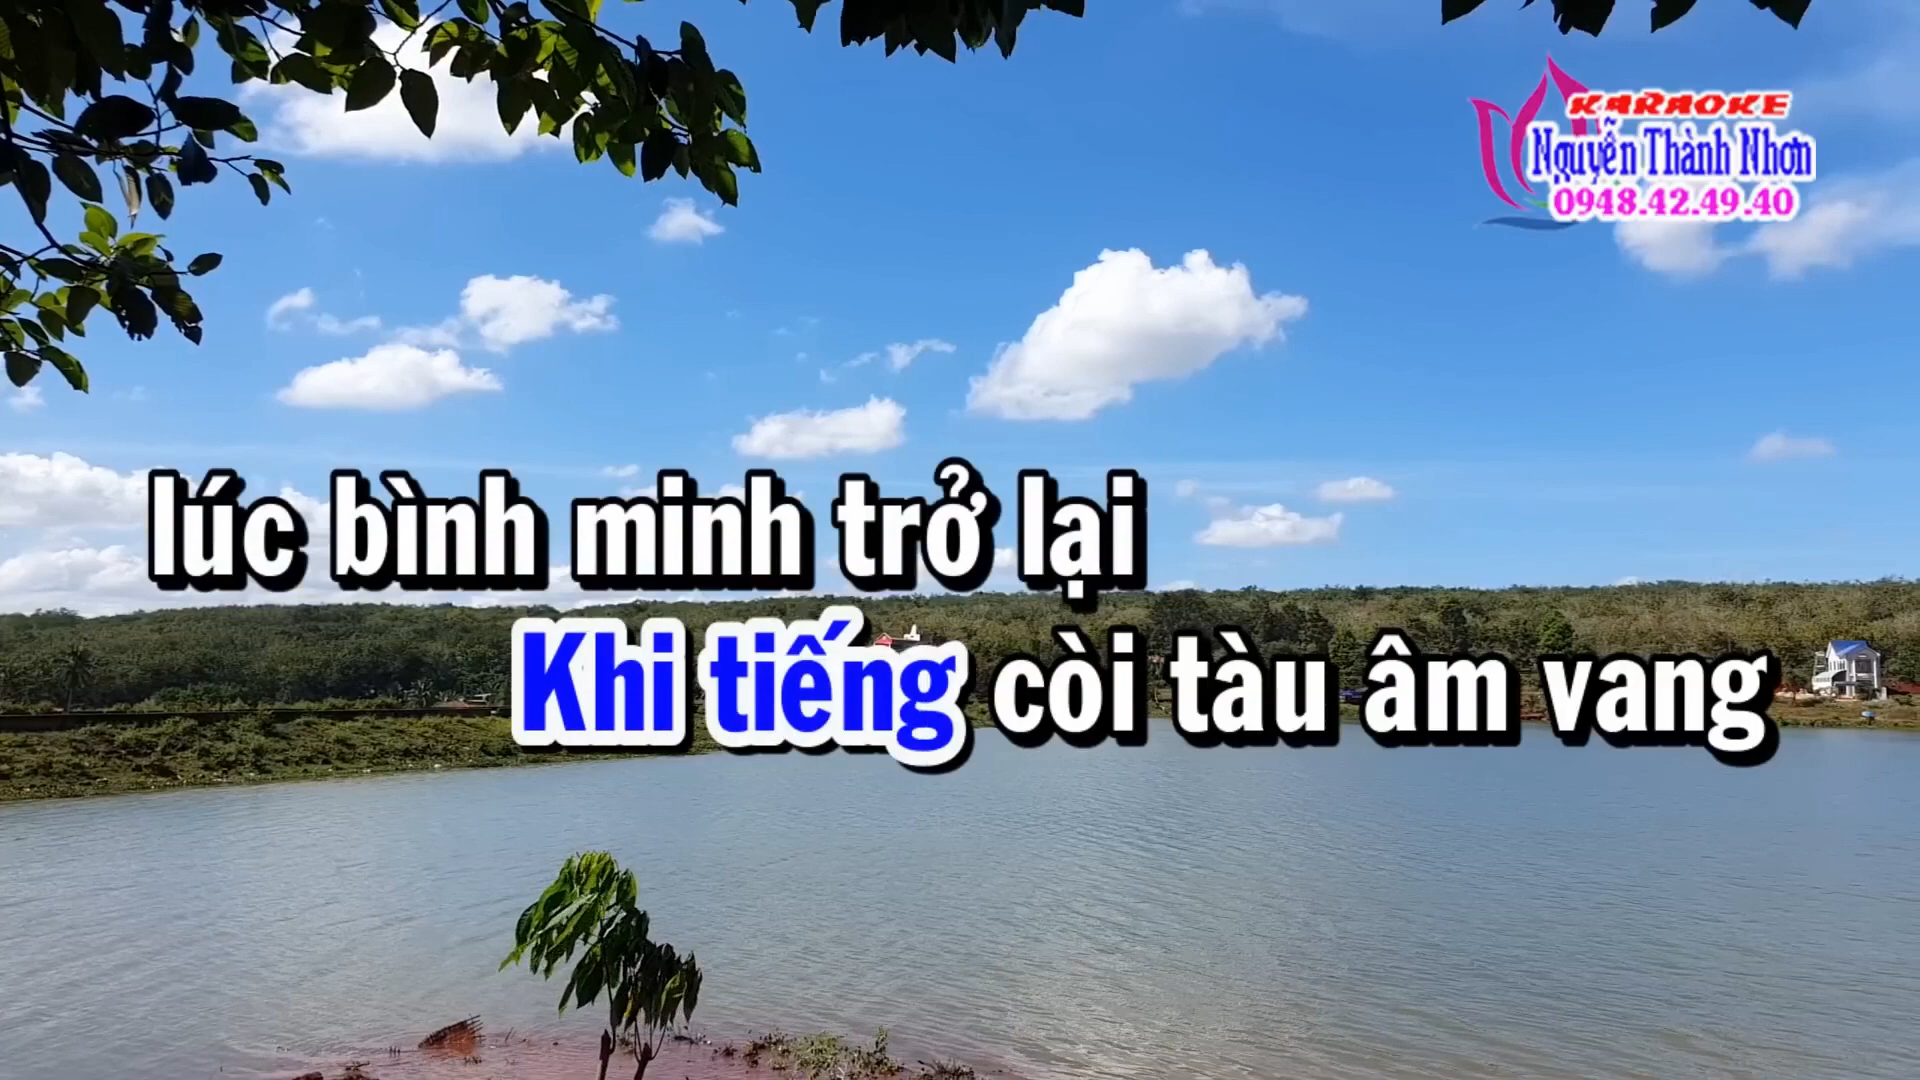 KARAOKE
Nguyễn Thành Nhơn
0948.42.49.40
lúc bình minh trở lại
Khi tiếng còi tàu âm vang